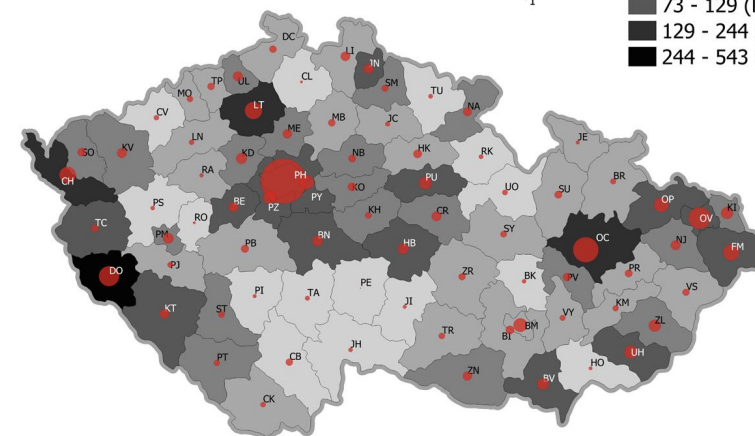 73 - 129 (
129 - 244
244 - 543
DC
LI
JN
CL
TP
UL
SM
MO
TU
LT
NA
CV
MB
JC
ME
LN
JE
SO
KV
KD
NB
HK
RK
RA
CH
PH
PU
BR
KO
PY
UO
SU
PS
BE
PZ
OP
RO
KH
CR
OV
KI
TC
PM
SY
OC
PB
BN
HB
NJ
FM
PJ
DO
ZR
BK
PV
PR
PI
TA
PE
VS
KT
ST
JI
KM
VY
BM
ZL
BI
TR
JH
UH
PT
CB
HO
ZN
BV
CK